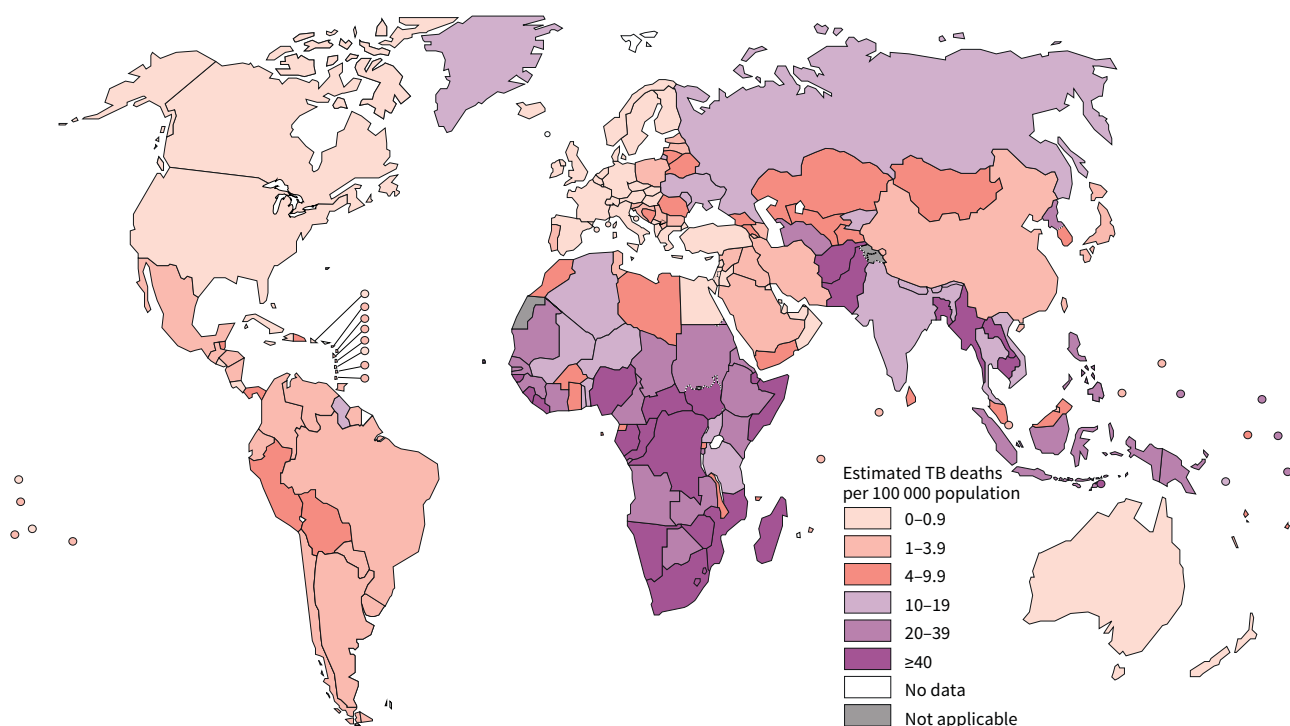 Estimated TB deaths
per 100 000 population
0–0.9
1–3.9
4–9.9
10–19
20–39
≥40
No data
Not applicable